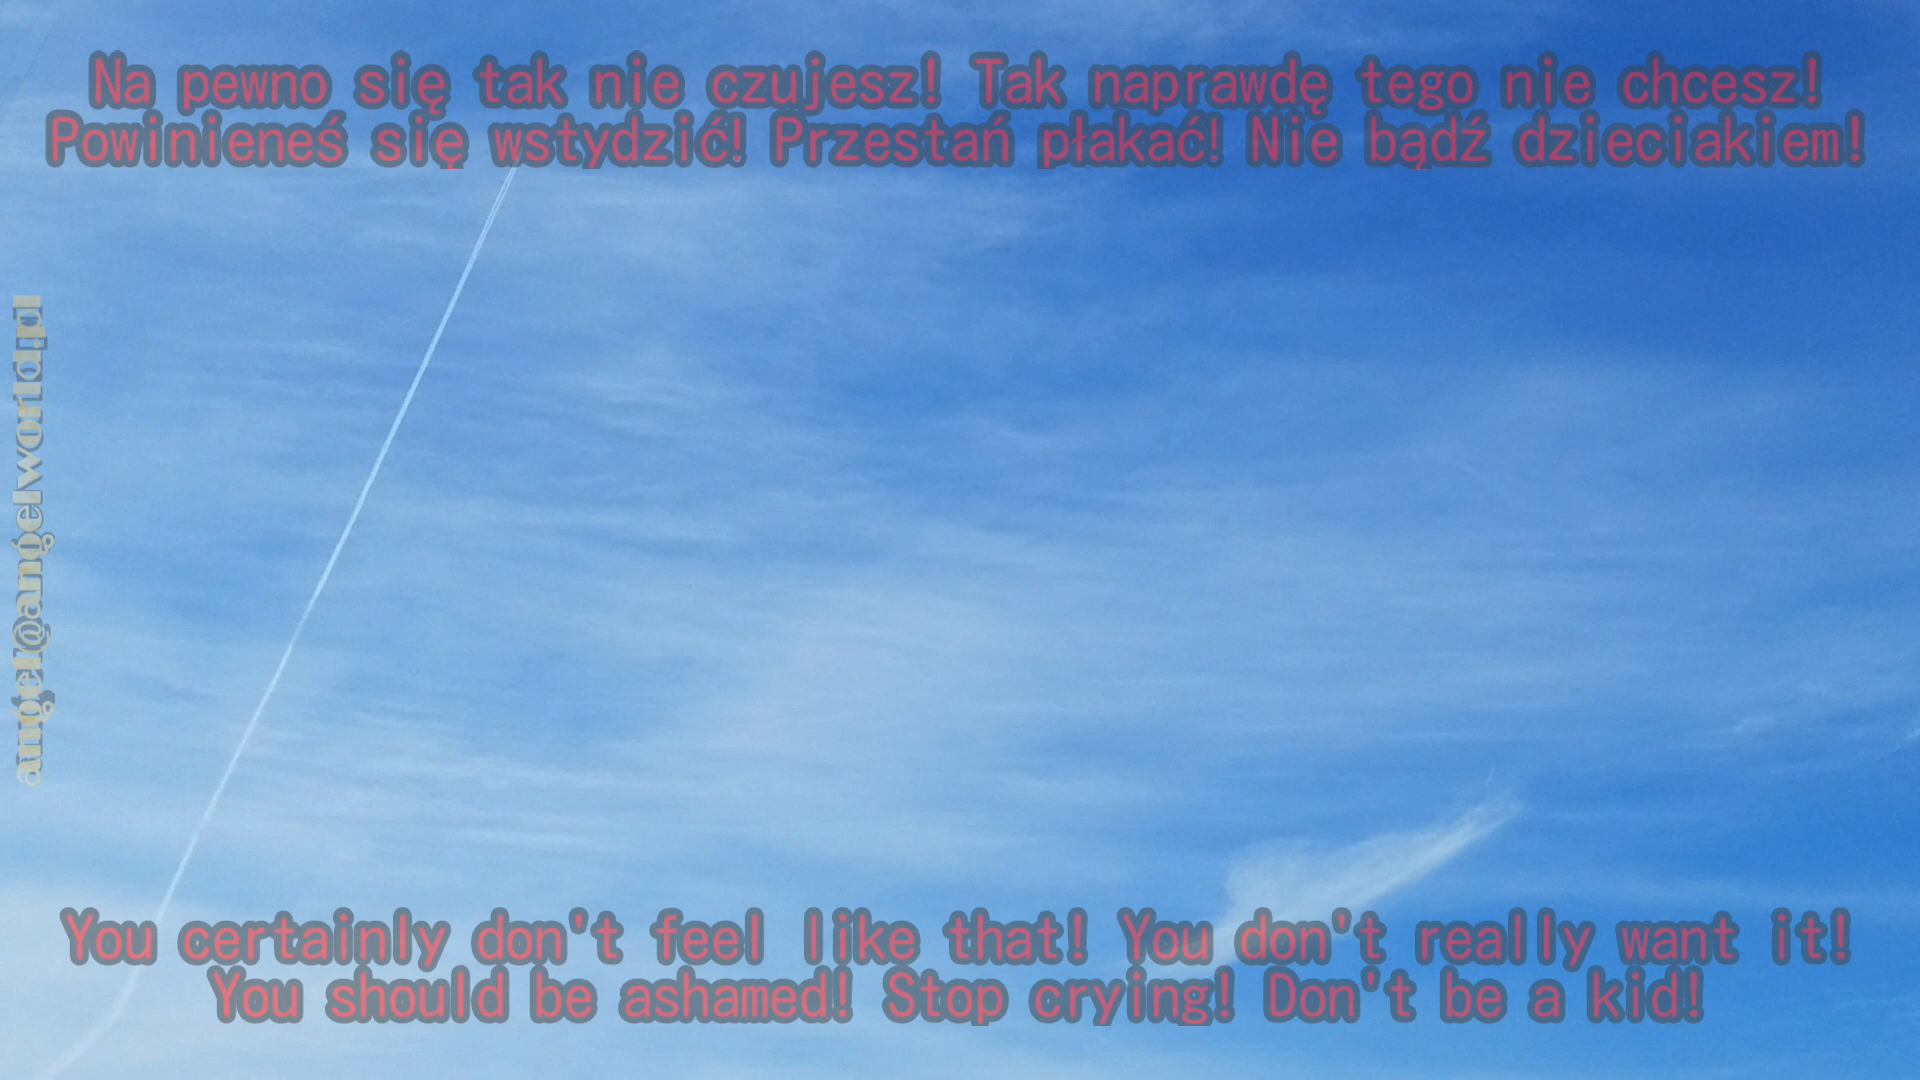 Na pewno się tak nie czujesz! Tak naprawdę tego nie chcesz!
Powinieneś się wstydzić! Przestań płakać! Nie bądź dzieciakiem!
angel@angelworld.pl
You certainly don't feel like that! You don't really want it!
You should be ashamed! Stop crying! Don't be a kid!